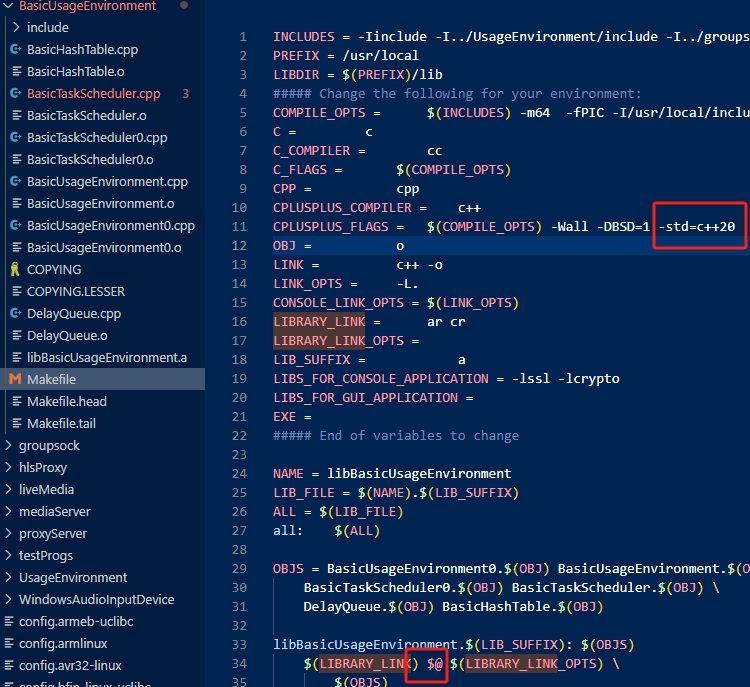 BasicUsageEnvironment
include
BasicHashTable.cpp
BasicHashTable.o
BasicTaskScheduler.cpp 3
BasicTaskScheduler.o
BasicTaskScheduler0.cpp
BasicTaskScheduler0.o
BasicUsageEnvironment.cpp
BasicUsageEnvironment.o
BasicUsageEnvironment0.cpp
BasicUsageEnvironment0.o
COPYING
COPYING.LESSER
DelayQueue.cpp
DelayQueue.o
libBasicUsageEnvironment.a
Makefile
Makefile.head
Makefile.tail
groupsock
hlsProxy
liveMedia
mediaServer
proxyServer
testProgs
UsageEnvironment
WindowsAudioInputDevice
config.armeb-uclibc
config.armlinux
config.avr32-linux
config.bfin-linux-uclibc
1 INCLUDES = -Iinclude -I../UsageEnvironment/include -I../groups
2 PREFIX = /usr/local
3 LIBDIR = $(PREFIX)/lib
4 ##### Change the following for your environment:
5 COMPILE_OPTS = $(INCLUDES) -m64 -fPIC -I/usr/local/inclu
6 C = c
7 C_COMPILER = cc
8 C_FLAGS = $(COMPILE_OPTS)
9 CPP = cpp
10 CPLUSPLUS_COMPILER = c++
11 CPLUSPLUS_FLAGS = $(COMPILE_OPTS) -Wall -DBSD=1 -std=c++20
12 OBJ = o
13 LINK = c++ -o
14 LINK_OPTS = -L.
15 CONSOLE_LINK_OPTS = $(LINK_OPTS)
16 LIBRARY_LINK = ar cr
17 LIBRARY_LINK_OPTS =
18 LIB_SUFFIX = a
19 LIBS_FOR_CONSOLE_APPLICATION = -lssl -lcrypto
20 LIBS_FOR_GUI_APPLICATION =
21 EXE =
22 ##### End of variables to change
23
24 NAME = libBasicUsageEnvironment
25 LIB_FILE = $(NAME).$(LIB_SUFFIX)
26 ALL = $(LIB_FILE)
27 all: $(ALL)
28
29 OBJS = BasicUsageEnvironment0.$(OBJ) BasicUsageEnvironment.$(O
30 BasicTaskScheduler0.$(OBJ) BasicTaskScheduler.$(OBJ) \
31 DelayQueue.$(OBJ) BasicHashTable.$(OBJ)
32
33 libBasicUsageEnvironment.$(LIB_SUFFIX): $(OBJS)
34 $(LIBRARY_LINK) $@ $(LIBRARY_LINK_OPTS) \
35 $(OBJS)